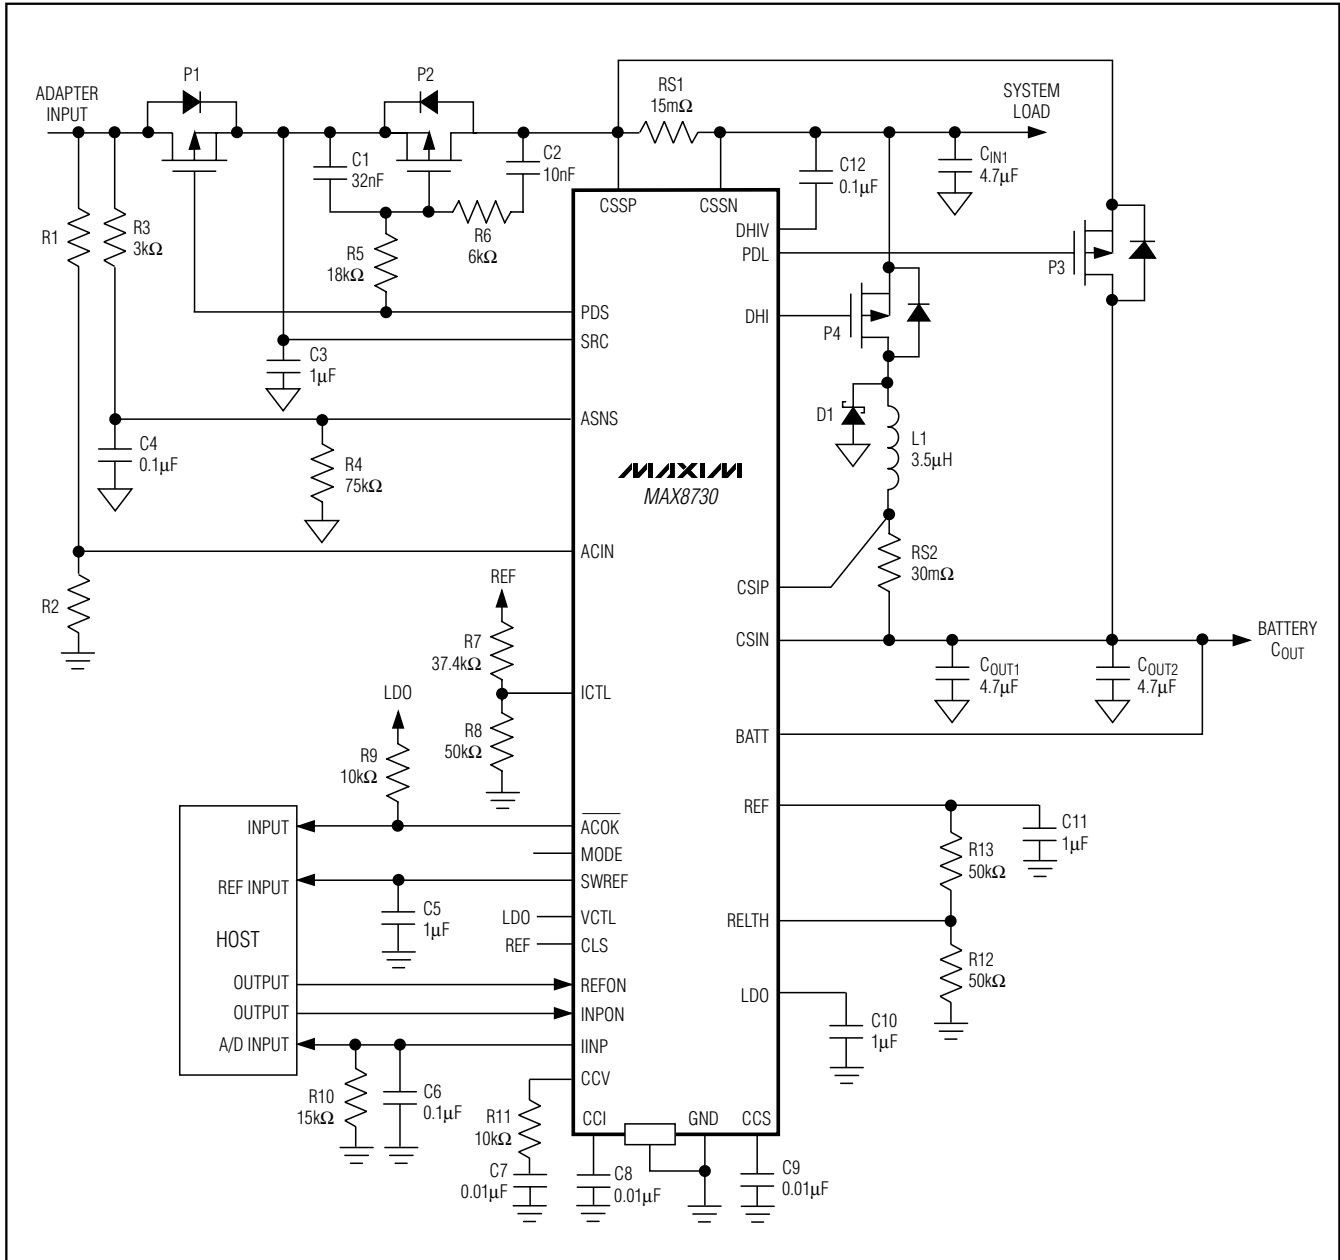 P1
P2
ADAPTER
INPUT
RS1
15mΩ
SYSTEM
LOAD
C1
32nF
C2
10nF
C12
0.1µF
CIN1
4.7µF
CSSP
CSSN
R1
R3
3kΩ
R5
18kΩ
R6
6kΩ
DHIV
PDL
P3
PDS
DHI
P4
SRC
C3
1µF
ASNS
D1
L1
3.5µH
C4
0.1µF
R4
75kΩ
MAXIM
MAX8730
ACIN
RS2
30mΩ
CSIP
R2
REF
R7
37.4kΩ
CSIN
BATTERY
COUT
COUT1
4.7µF
COUT2
4.7µF
LDO
ICTL
R8
50kΩ
BATT
R9
10kΩ
REF
C11
1µF
INPUT
ACOK
R13
50kΩ
MODE
REF INPUT
SWREF
C5
1µF
LDO
VCTL
RELTH
HOST
REF
CLS
R12
50kΩ
OUTPUT
REFON
LDO
OUTPUT
INPON
C10
1µF
A/D INPUT
IINP
R10
15kΩ
C6
0.1µF
CCV
R11
10kΩ
CCI
GND
CCS
C7
0.01µF
C8
0.01µF
C9
0.01µF